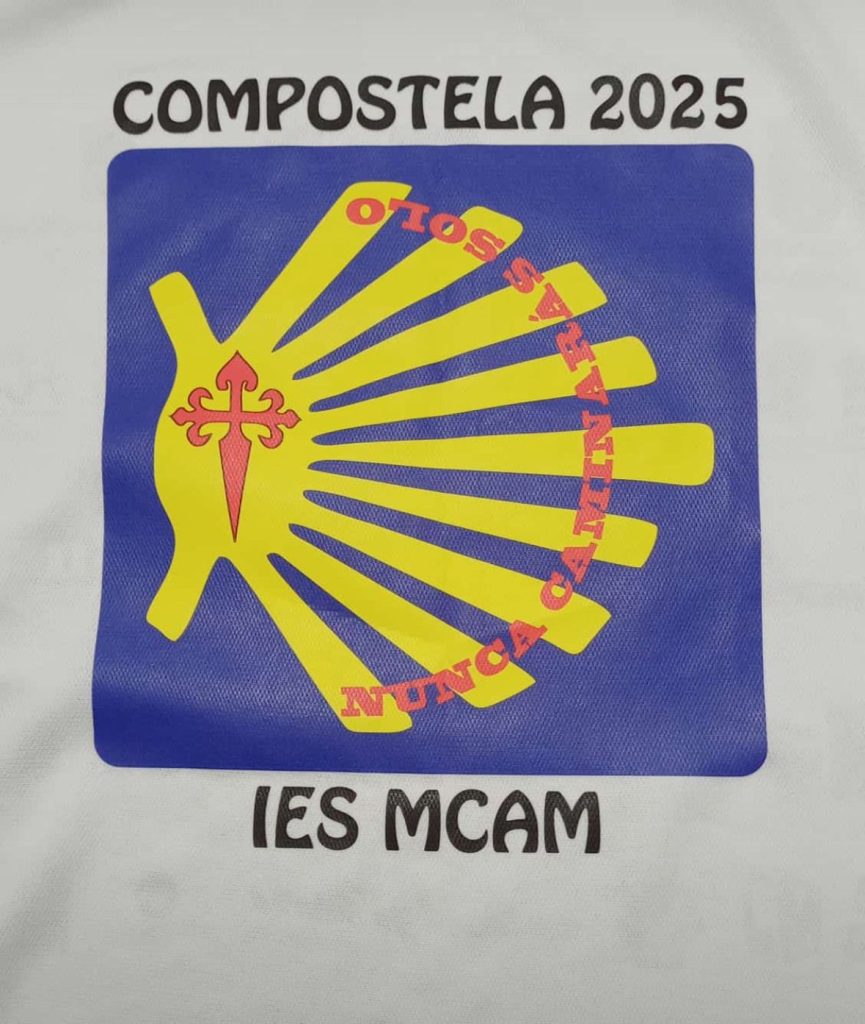 COMPOSTELA 2025
NUNCA CAMINARÁS SOLO
IES MCAM